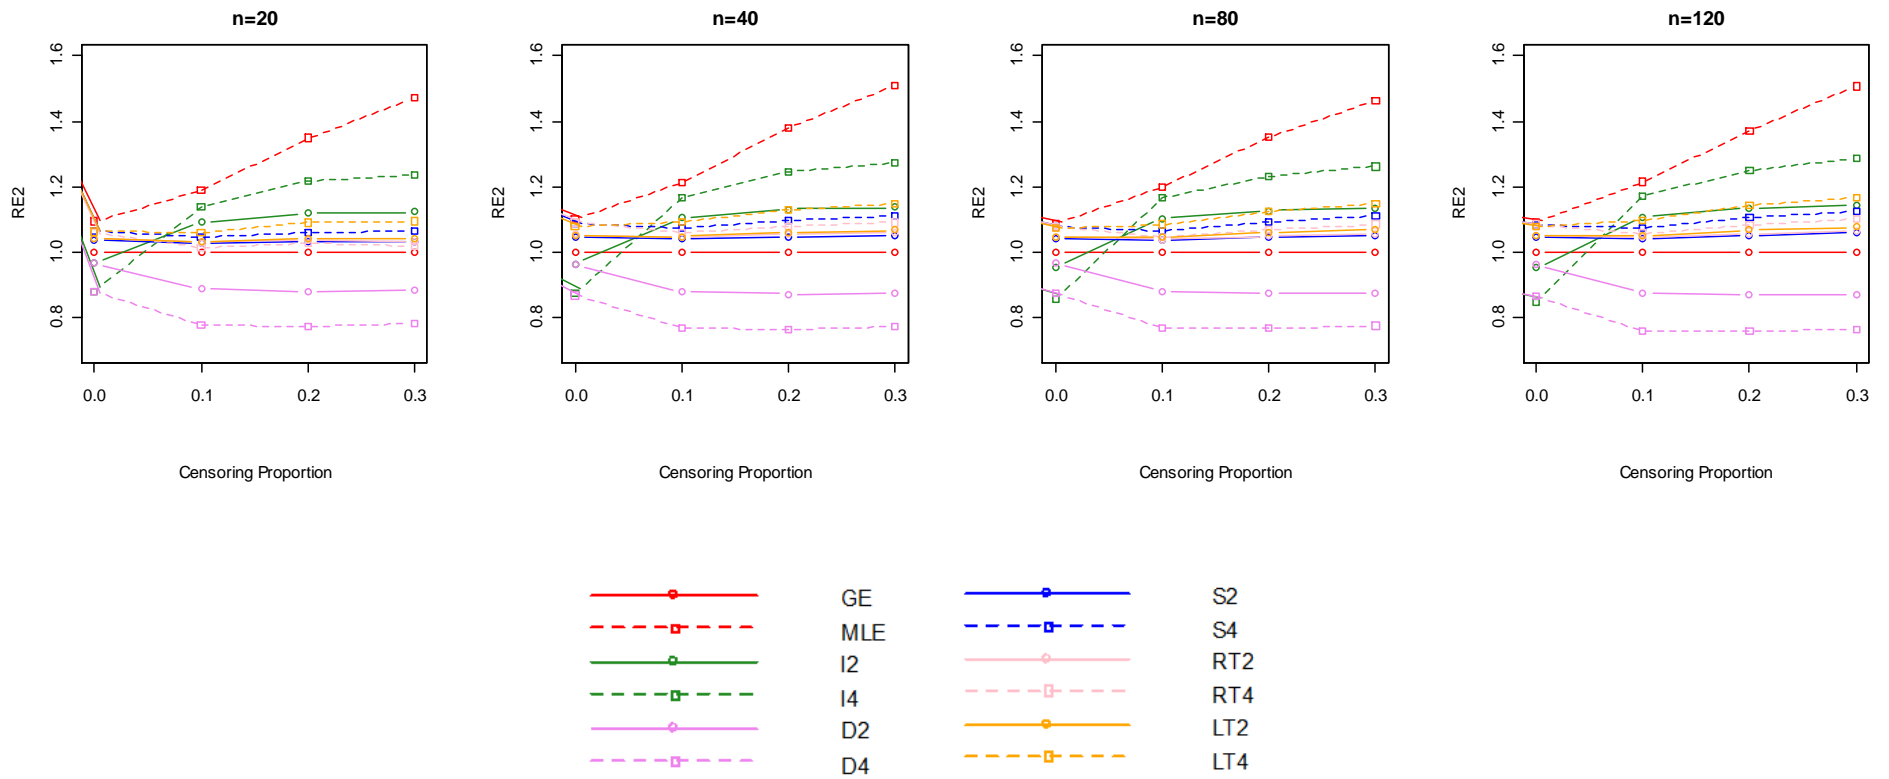 n=20
n=40
n=80
n=120
RE2
1.6
1.4
1.2
1.0
0.8
0.0 0.1 0.2 0.3
Censoring Proportion
RE2
1.6
1.4
1.2
1.0
0.8
0.0 0.1 0.2 0.3
Censoring Proportion
RE2
1.6
1.4
1.2
1.0
0.8
0.0 0.1 0.2 0.3
Censoring Proportion
RE2
1.6
1.4
1.2
1.0
0.8
0.0 0.1 0.2 0.3
Censoring Proportion
GE
MLE
I2
I4
D2
D4
S2
S4
RT2
RT4
LT2
LT4